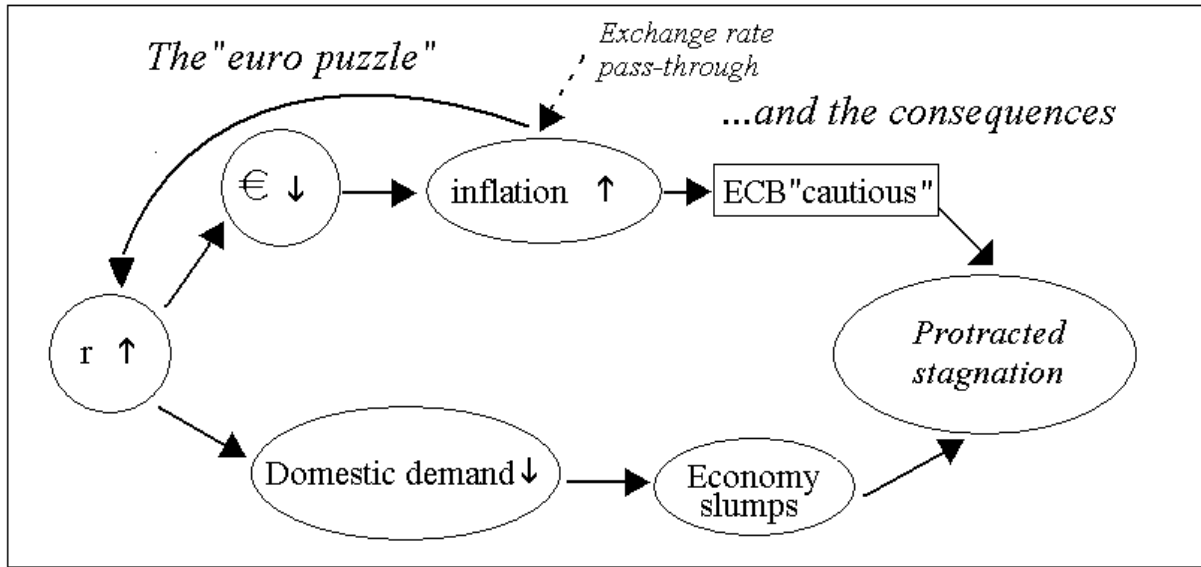 The"euro puzzle"
Exchange rate
pass-through
...and the consequences
€ ↓
inflation ↑
ECB"cautious"
r ↑
Protracted
stagnation
Domestic demand↓
Economy
slumps